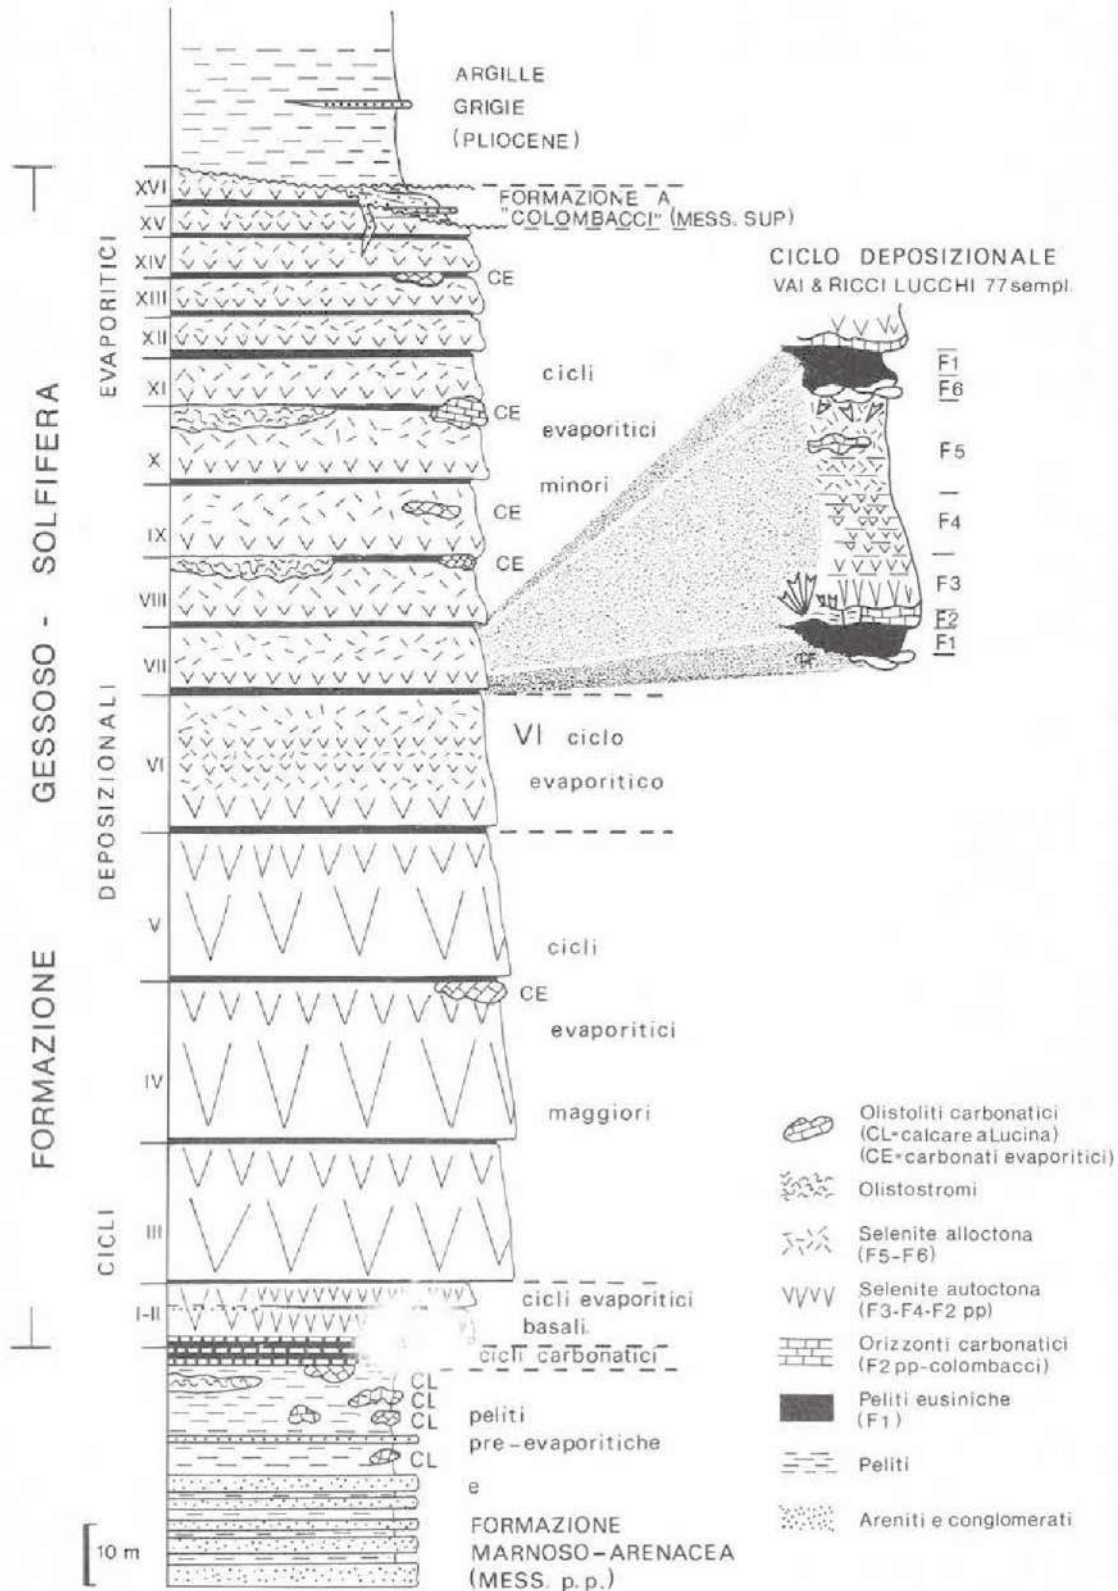 ARGILLE
GRIGIE
(PLIOCENE)
FORMAZIONE A
"COLOMBACCI" (MESS. SUP)
CICLO DEPOSIZIONALE
VAI & RICCI LUCCHI 77 sempl.
F1
F6
F5
F4
F3
F2
F1
FORMAZIONE GESSOSO - SOLFIFERA
CICLI DEPOSIZIONALI EVAPORITICI
XVI
XV
XIV
CE
XIII
XII
XI
CE
X
IX
CE
CE
VIII
VII
VI
V
IV
CE
III
I-II
cicli
evaporitici
minori
VI ciclo
evaporitico
cicli
evaporitici
maggiori
cicli evaporitici
basali
cicli carbonatici
CL
CL
CL
CL
peliti
pre-evaporitiche
e
FORMAZIONE
MARNOSO-ARENACEA
(MESS. p.p.)
10 m
Olistoliti carbonatici
(CL=calcare a Lucina)
(CE=carbonati evaporitici)
Olistostromi
Selenite alloctona
(F5-F6)
Selenite autoctona
(F3-F4-F2 pp)
Orizzonti carbonatici
(F2 pp-colombacci)
Peliti eusiniche
(F1)
Peliti
Areniti e conglomerati